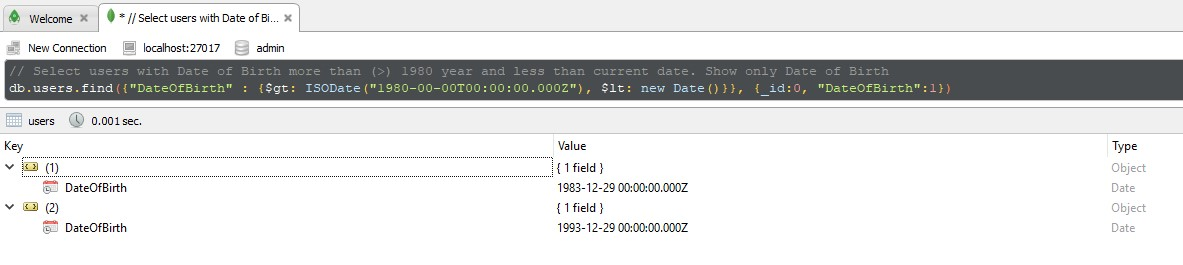 Welcome
* // Select users with Date of Bi...
New Connection localhost:27017 admin
// Select users with Date of Birth more than (>) 1980 year and less than current date. Show only Date of Birth
db.users.find({"DateOfBirth" : {$gt: ISODate("1980-00-00T00:00:00.000Z"), $lt: new Date()}}, {_id:0, "DateOfBirth":1})
users 0.001 sec.
Key Value Type
(1) { 1 field } Object
DateOfBirth 1983-12-29 00:00:00.000Z Date
(2) { 1 field } Object
DateOfBirth 1993-12-29 00:00:00.000Z Date